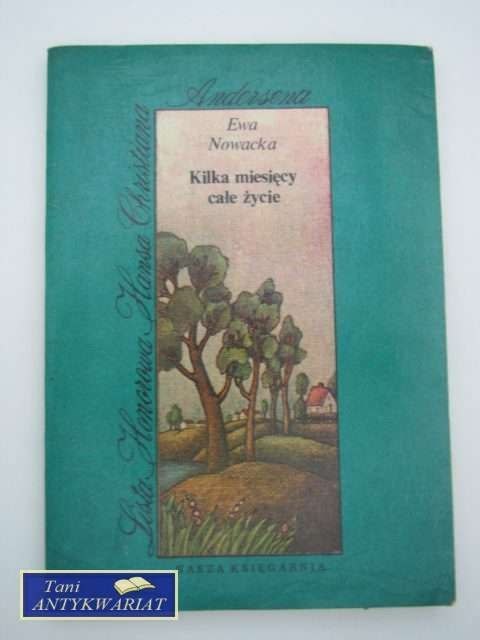 Lista Honorowa Hansa Christiana
Andersena
Ewa
Nowacka
Kilka miesięcy
całe życie
NASZA KSIĘGARNIA
Tani
ANTYKWARIAT